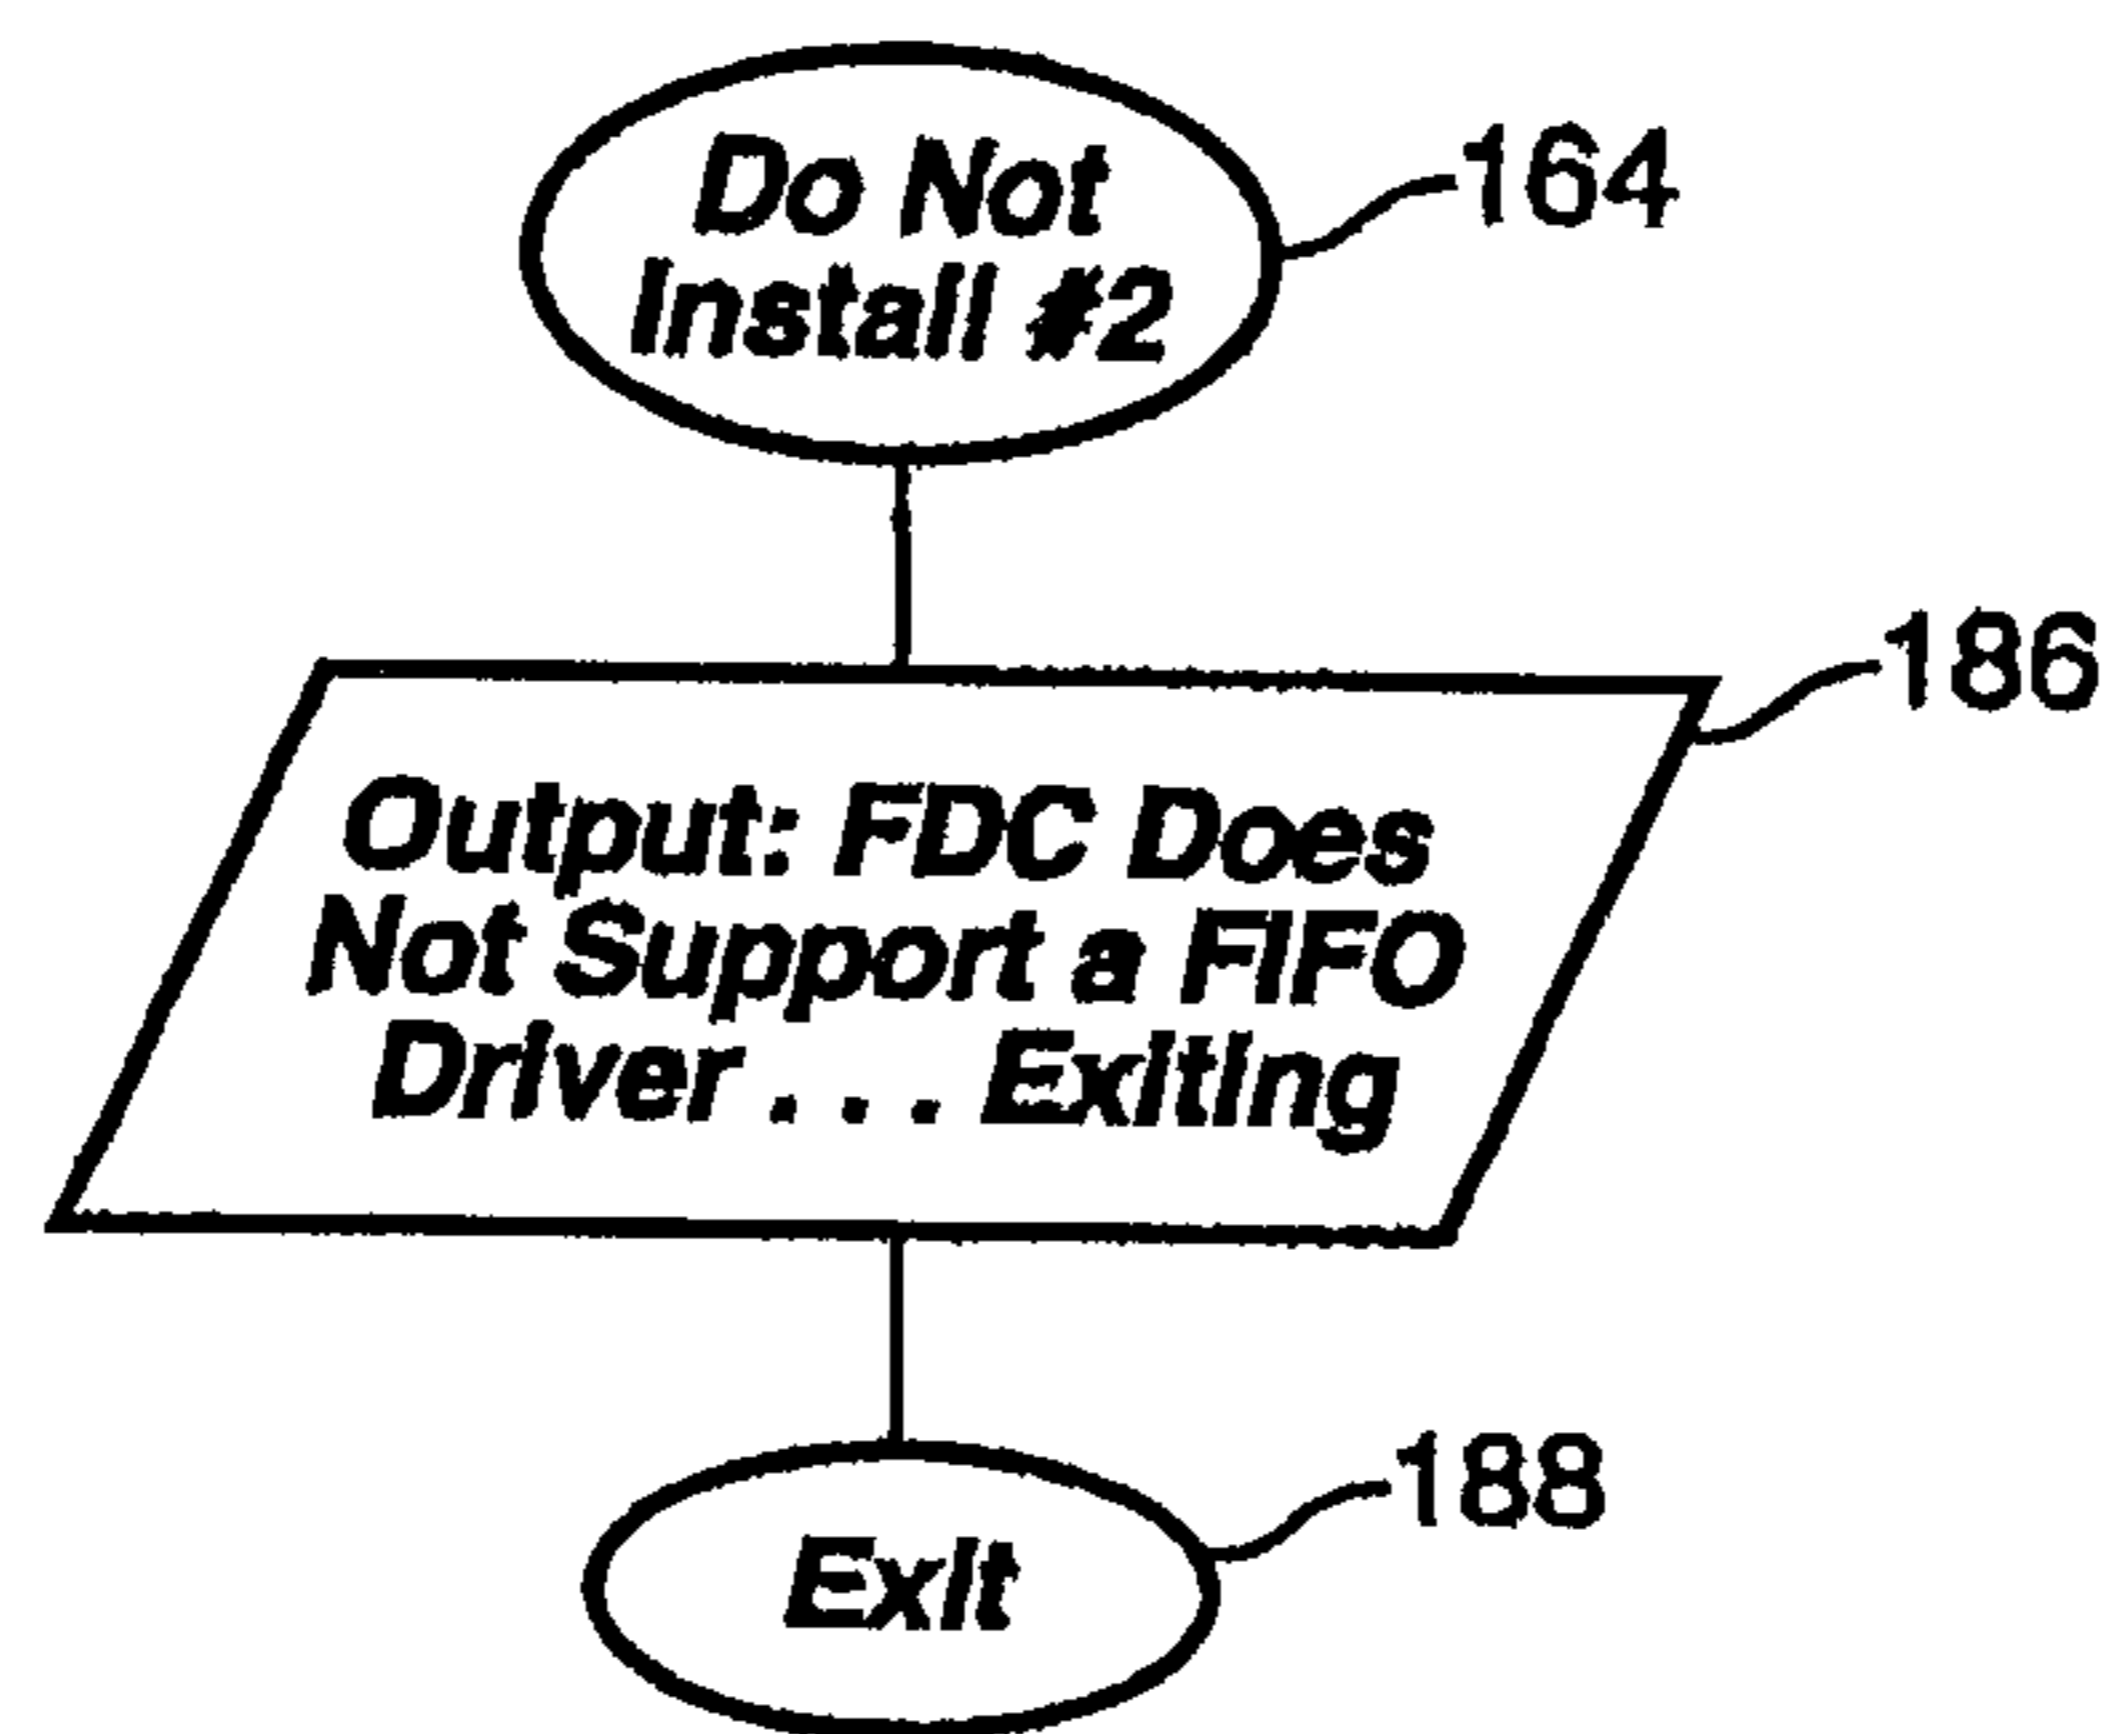 Do Not
Install #2
164
186
Output: FDC Does
Not Support a FIFO
Driver . . . Exiting
188
Exit